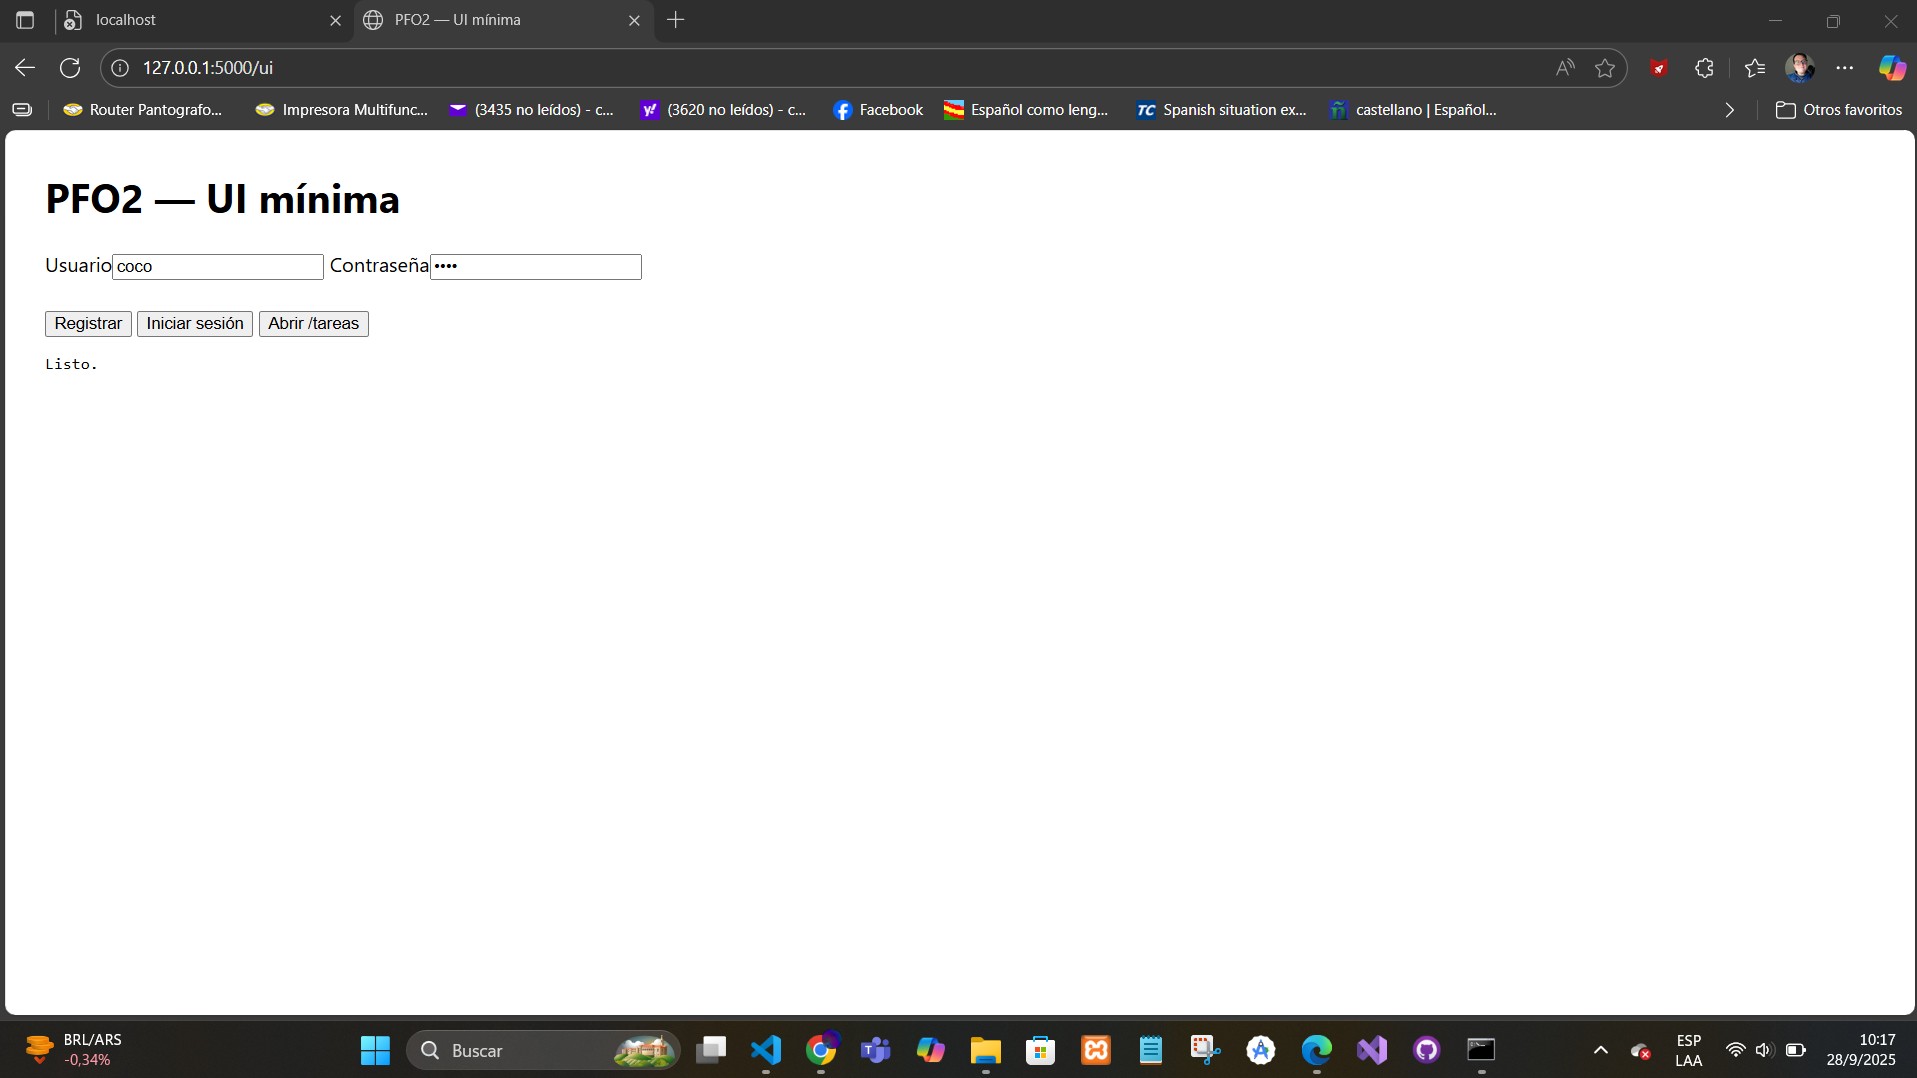 localhost
PFO2 — UI mínima
127.0.0.1:5000/ui
Router Pantografo...
Impresora Multifunc...
(3435 no leídos) - c...
(3620 no leídos) - c...
Facebook
Español como leng...
TC Spanish situation ex...
castellano | Español...
Otros favoritos
PFO2 — UI mínima
Usuario coco Contraseña ••••
Registrar Iniciar sesión Abrir /tareas
Listo.
BRL/ARS
-0,34%
Buscar
ESP
LAA
10:17
28/9/2025